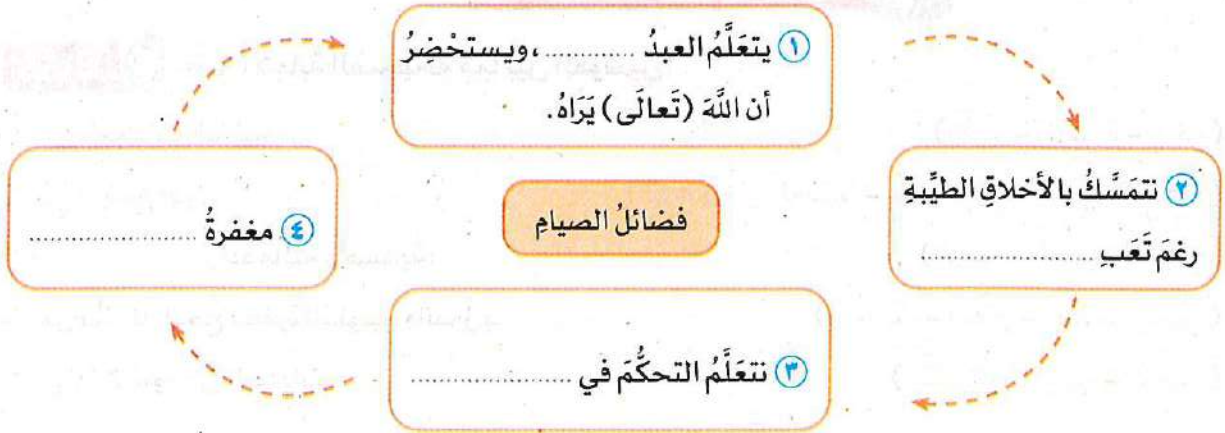 ① يتعَلَّمُ العبدُ .............، ويستحْضِرُ
أن اللَّهَ (تَعالَى) يَرَاهُ.
② نتمَسَّكُ بالأخلاقِ الطيِّبةِ
رغمَ تَعَبِ .....................
فضائلُ الصيامِ
③ نتعَلَّمُ التحكُّمَ في .....................
④ مغفرةُ .....................